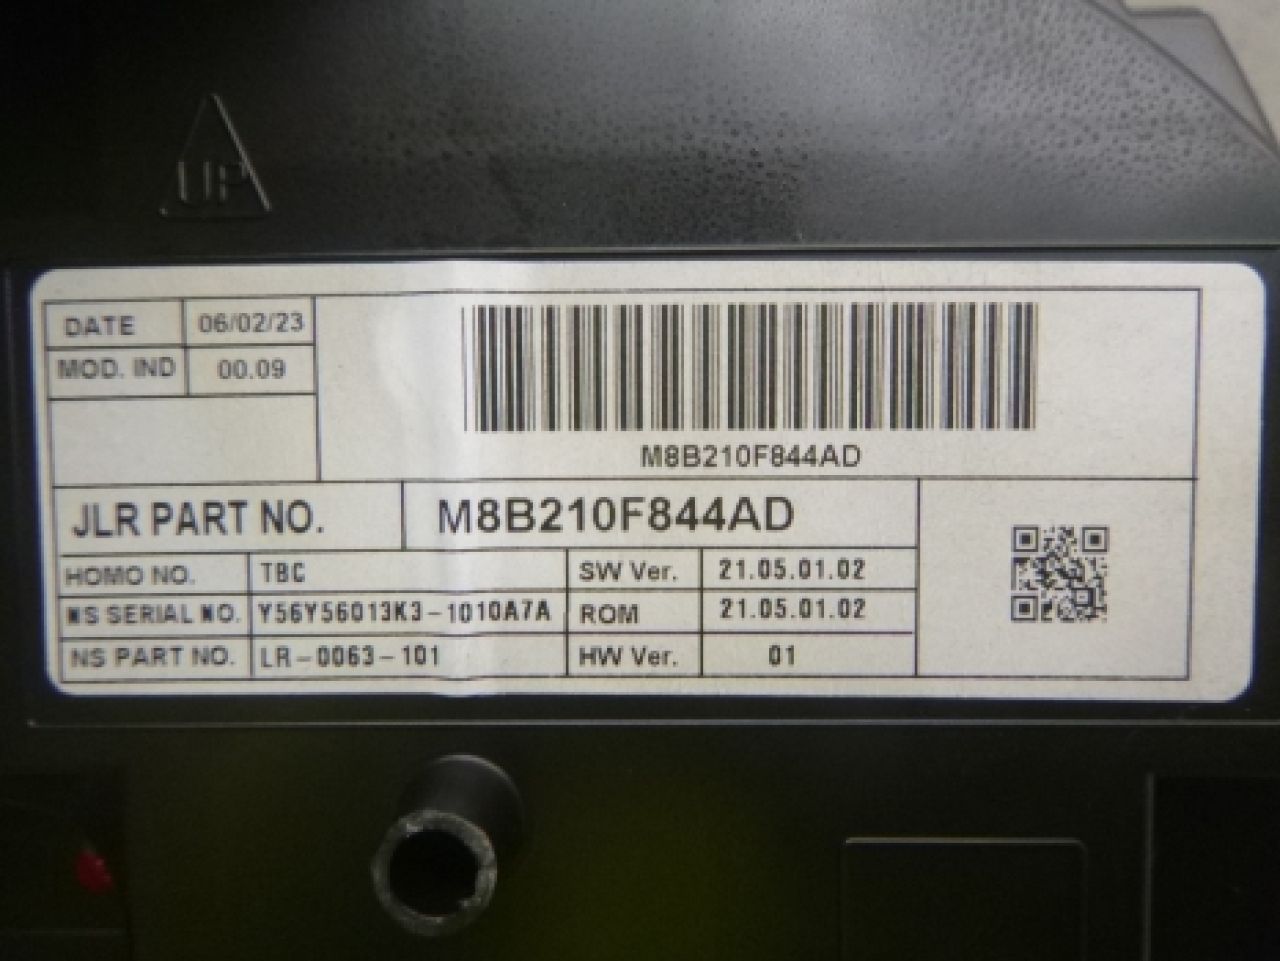 UP
DATE 06/02/23
MOD. IND 00.09
M8B210F844AD
JLR PART NO. M8B210F844AD
HOMO NO. TBC SW Ver. 21.05.01.02
NS SERIAL NO. Y56Y56013K3-1010A7A ROM 21.05.01.02
NS PART NO. LR-0063-101 HW Ver. 01